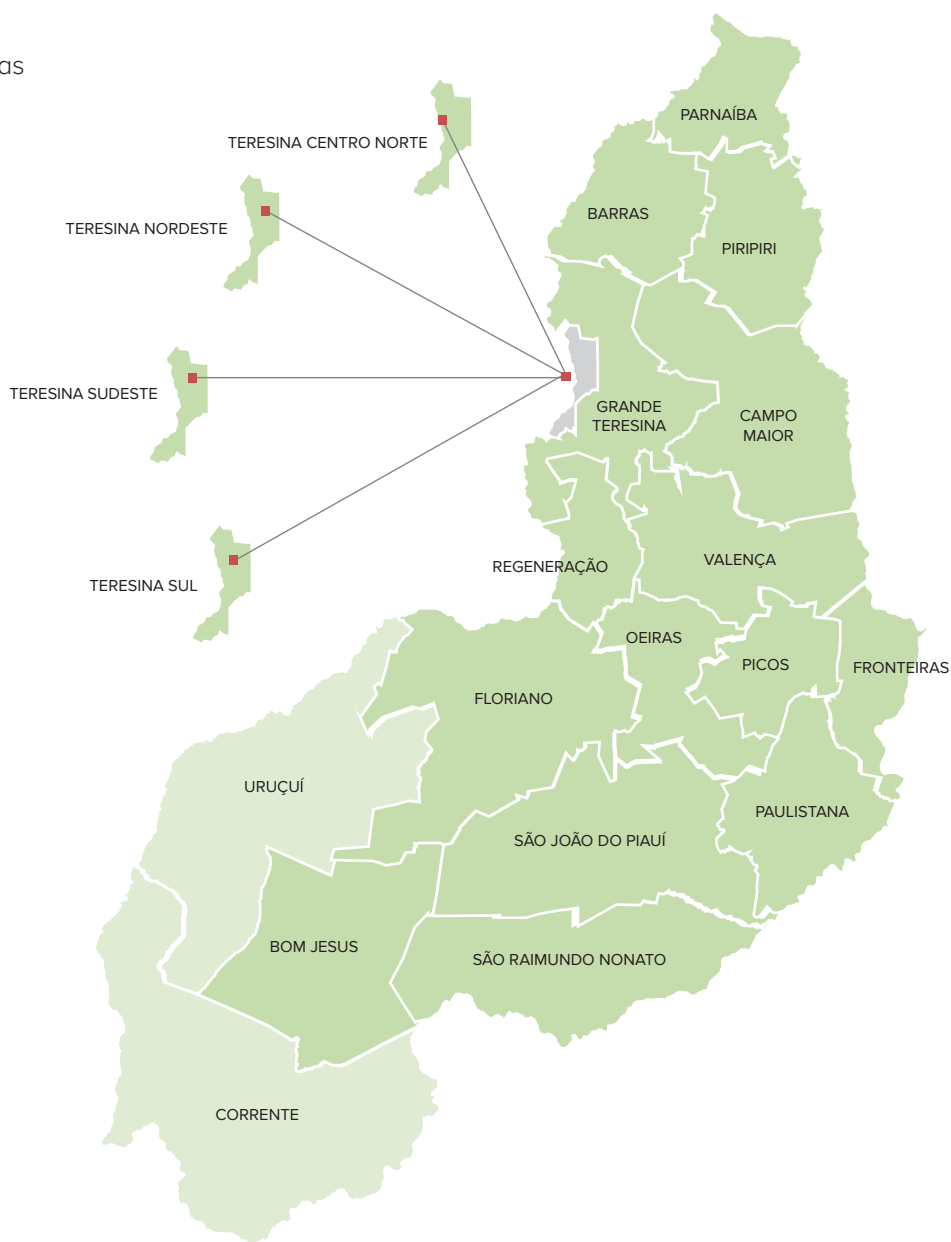 as
PARNAÍBA
TERESINA CENTRO NORTE
BARRAS
TERESINA NORDESTE
PIRIPIRI
TERESINA SUDESTE
GRANDE
TERESINA
CAMPO
MAIOR
REGENERAÇÃO
VALENÇA
TERESINA SUL
OEIRAS
PICOS
FRONTEIRAS
FLORIANO
URUÇUÍ
PAULISTANA
SÃO JOÃO DO PIAUÍ
BOM JESUS
SÃO RAIMUNDO NONATO
CORRENTE